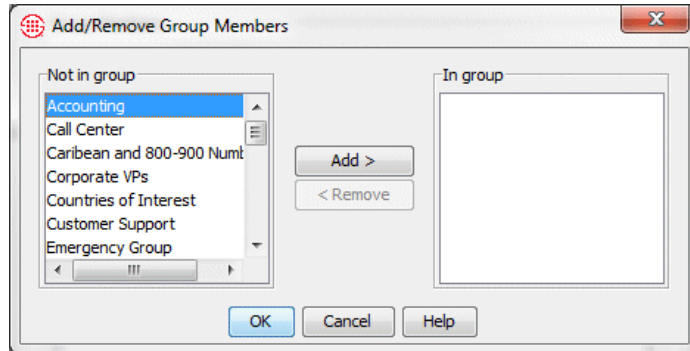 Add/Remove Group Members
Not in group
Accounting
Call Center
Caribean and 800-900 Numb
Corporate VPs
Countries of Interest
Customer Support
Emergency Group
Add >
< Remove
In group
OK
Cancel
Help